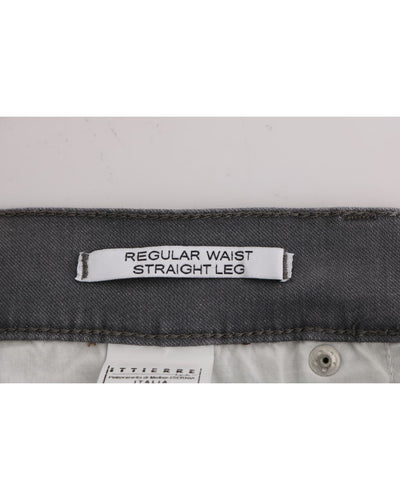 REGULAR WAIST
STRAIGHT LEG
ITTIERRE
ITALIA